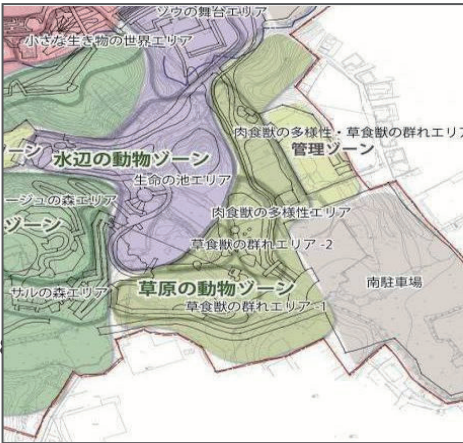 ゾウの舞台エリア
小さな生き物の世界エリア
肉食獣の多様性・草食獣の群れエリア
管理ゾーン
ゾーン
水辺の動物ゾーン
生命の池エリア
ージュの森エリア
ゾーン
肉食獣の多様性エリア
草食獣の群れエリア -2
サルの森エリア
草原の動物ゾーン
草食獣の群れエリア -1
南駐車場